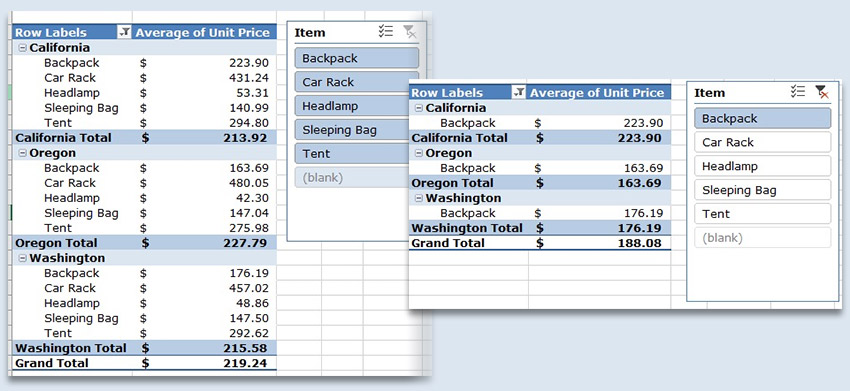 Row Labels Average of Unit Price
California
Backpack $ 223.90
Car Rack $ 431.24
Headlamp $ 53.31
Sleeping Bag $ 140.99
Tent $ 294.80
California Total $ 213.92
Oregon
Backpack $ 163.69
Car Rack $ 480.05
Headlamp $ 42.30
Sleeping Bag $ 147.04
Tent $ 275.98
Oregon Total $ 227.79
Washington
Backpack $ 176.19
Car Rack $ 457.02
Headlamp $ 48.86
Sleeping Bag $ 147.50
Tent $ 292.62
Washington Total $ 215.58
Grand Total $ 219.24
Item
Backpack
Car Rack
Headlamp
Sleeping Bag
Tent
(blank)
Row Labels Average of Unit Price
California
Backpack $ 223.90
California Total $ 223.90
Oregon
Backpack $ 163.69
Oregon Total $ 163.69
Washington
Backpack $ 176.19
Washington Total $ 176.19
Grand Total $ 188.08
Item
Backpack
Car Rack
Headlamp
Sleeping Bag
Tent
(blank)